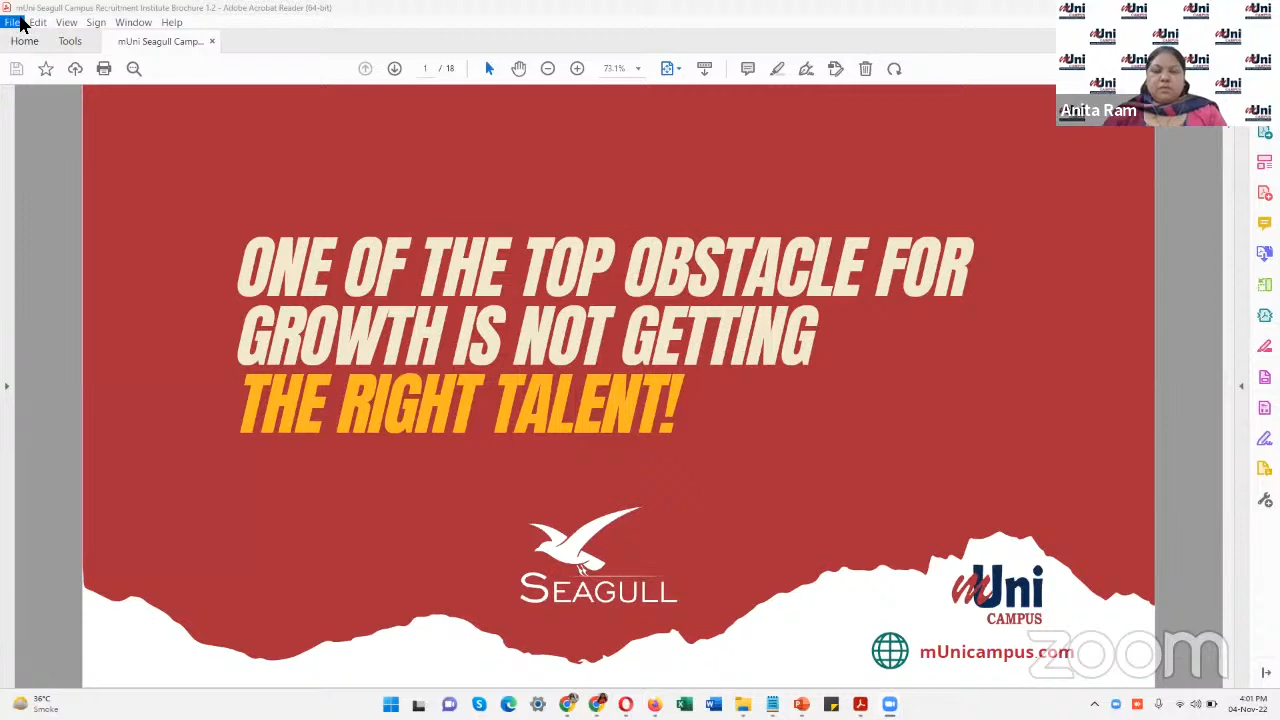 mUni Seagull Campus Recruitment Institute Brochure 1.2 - Adobe Acrobat Reader (64-bit)
File Edit View Sign Window Help
Home Tools mUni Seagull Camp... ×
73.1%
mUni CAMPUS
Anita Ram
ONE OF THE TOP OBSTACLE FOR
GROWTH IS NOT GETTING
THE RIGHT TALENT!
SEAGULL
mUni
CAMPUS
mUnicampus.com
zoom
36°C
Smoke
4:01 PM
04-Nov-22